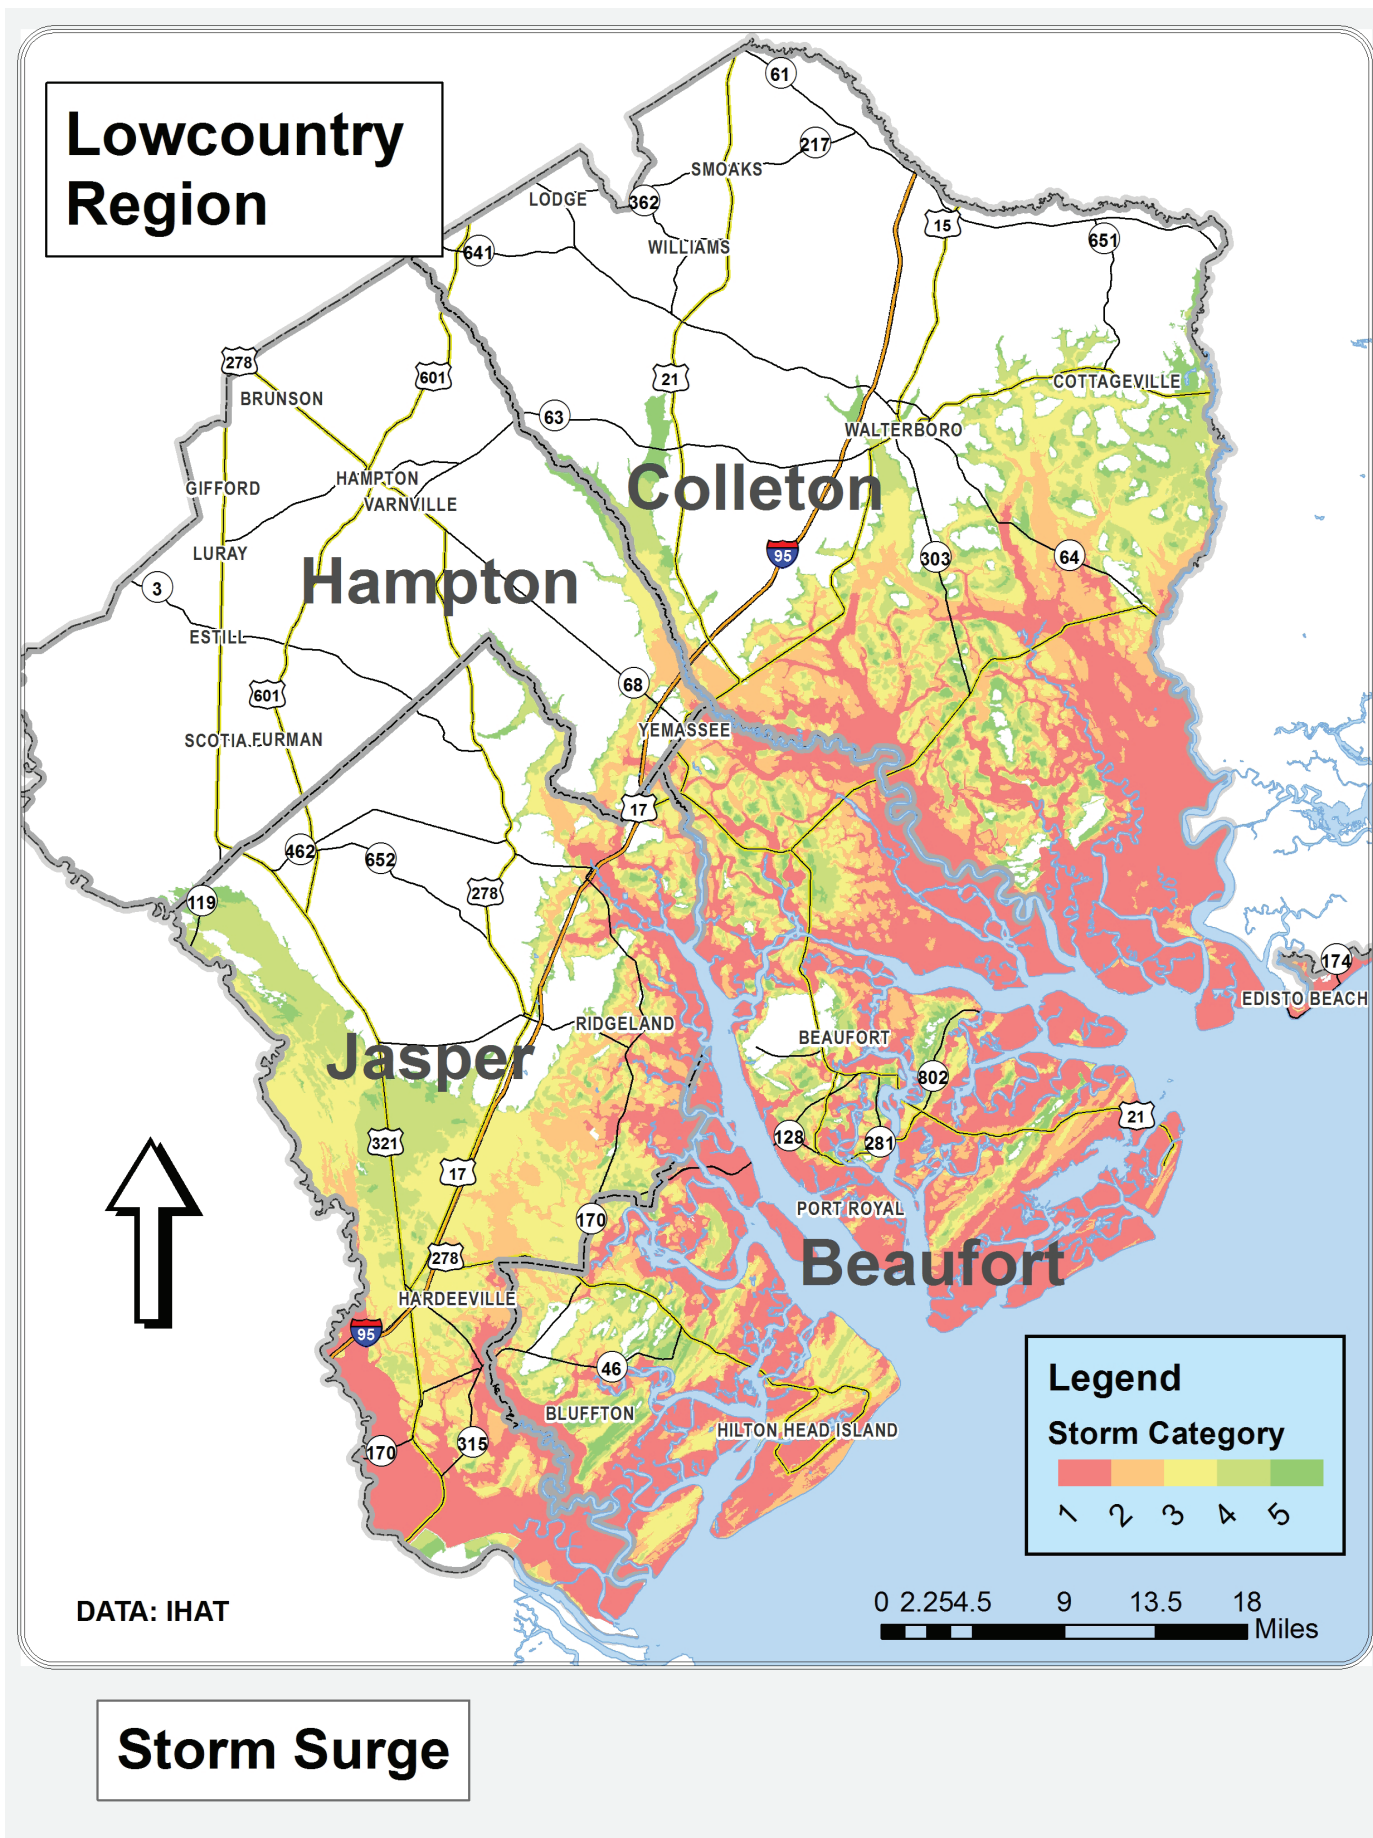 Lowcountry
Region
61
217
SMOAKS
LODGE
362
15
641
WILLIAMS
651
278
601
21
COTTAGEVILLE
BRUNSON
63
WALTERBORO
HAMPTON
Colleton
GIFFORD
VARNVILLE
LURAY
95
303
64
Hampton
3
ESTILL
68
601
YEMASSEE
SCOTIA
FURMAN
17
462
652
278
119
174
EDISTO BEACH
RIDGELAND
BEAUFORT
Jasper
802
21
128
281
321
17
PORT ROYAL
170
Beaufort
278
HARDEEVILLE
95
46
BLUFFTON
HILTON HEAD ISLAND
170
315
Legend
Storm Category
1 2 3 4 5
DATA: IHAT
0 2.25 4.5 9 13.5 18
Miles
Storm Surge